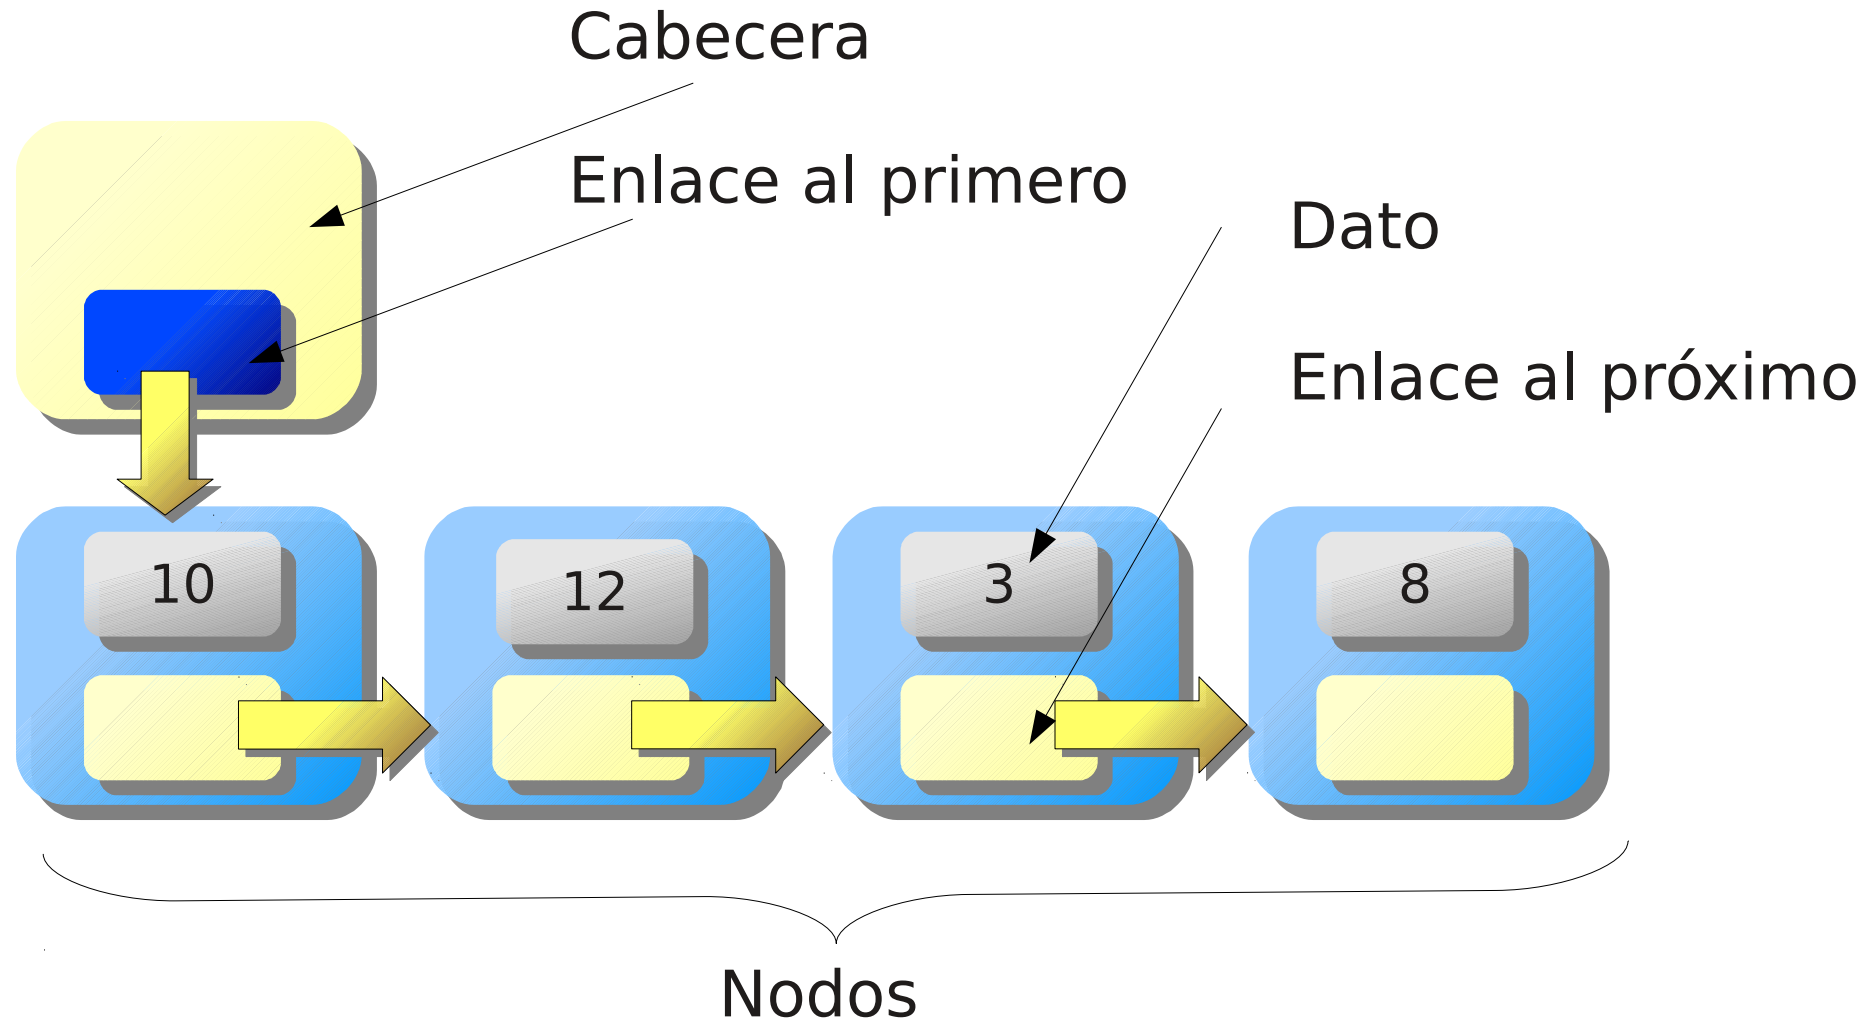 Cabecera
Enlace al primero
Dato
Enlace al próximo
10
12
3
8
Nodos